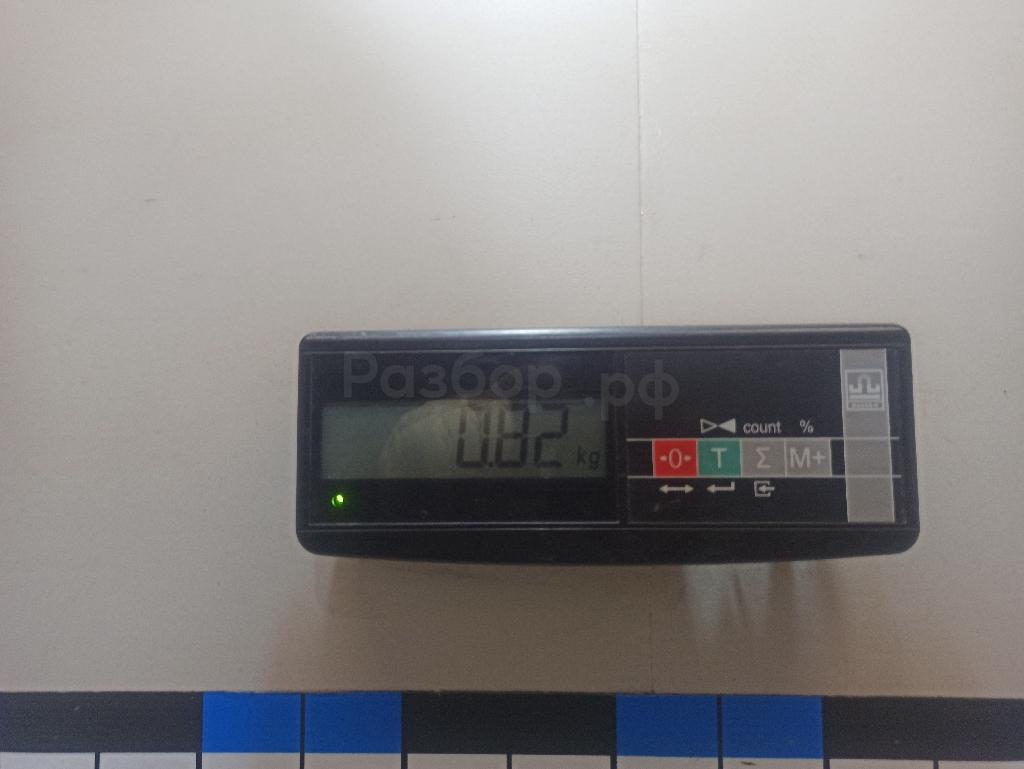 Разбор.рф
0.82 kg
count %
•0• T Σ M+